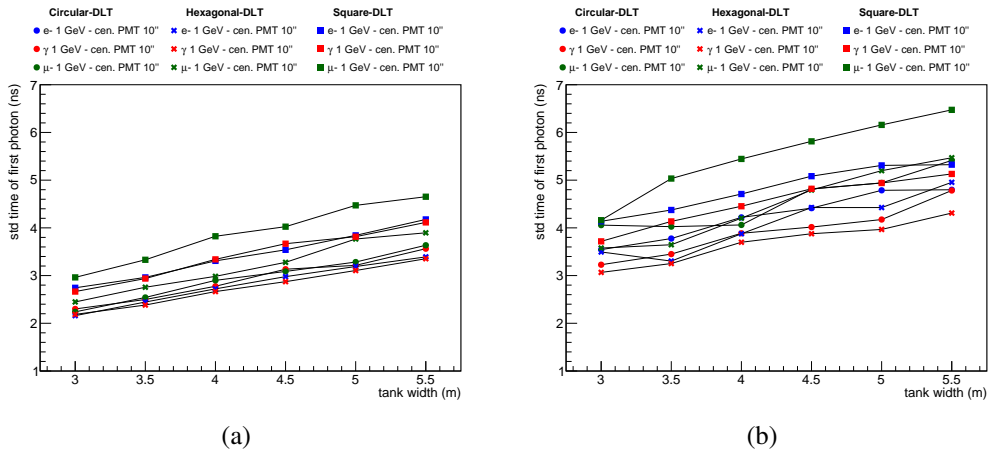 Circular-DLT Hexagonal-DLT Square-DLT
e- 1 GeV - cen. PMT 10" e- 1 GeV - cen. PMT 10" e- 1 GeV - cen. PMT 10"
γ 1 GeV - cen. PMT 10" γ 1 GeV - cen. PMT 10" γ 1 GeV - cen. PMT 10"
μ- 1 GeV - cen. PMT 10" μ- 1 GeV - cen. PMT 10" μ- 1 GeV - cen. PMT 10"
std time of first photon (ns)
7
6
5
4
3
2
1
3 3.5 4 4.5 5 5.5
tank width (m)
(a)
Circular-DLT Hexagonal-DLT Square-DLT
e- 1 GeV - cen. PMT 10" e- 1 GeV - cen. PMT 10" e- 1 GeV - cen. PMT 10"
γ 1 GeV - cen. PMT 10" γ 1 GeV - cen. PMT 10" γ 1 GeV - cen. PMT 10"
μ- 1 GeV - cen. PMT 10" μ- 1 GeV - cen. PMT 10" μ- 1 GeV - cen. PMT 10"
std time of first photon (ns)
7
6
5
4
3
2
1
3 3.5 4 4.5 5 5.5
tank width (m)
(b)